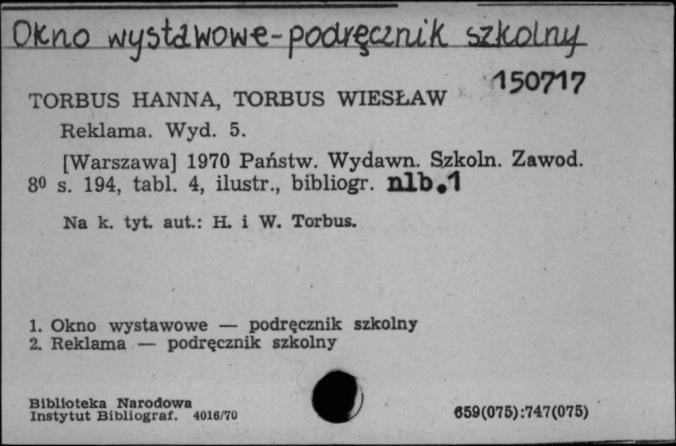 Okno wystawowe-podręcznik szkolny
150717
TORBUS HANNA, TORBUS WIESŁAW
Reklama. Wyd. 5.
[Warszawa] 1970 Państw. Wydawn. Szkoln. Zawod.
8⁰ s. 194, tabl. 4, ilustr., bibliogr. nlb.1
Na k. tyt. aut.: H. i W. Torbus.
1. Okno wystawowe — podręcznik szkolny
2. Reklama — podręcznik szkolny
Biblioteka Narodowa
Instytut Bibliograf. 4016/70
659(075):747(075)